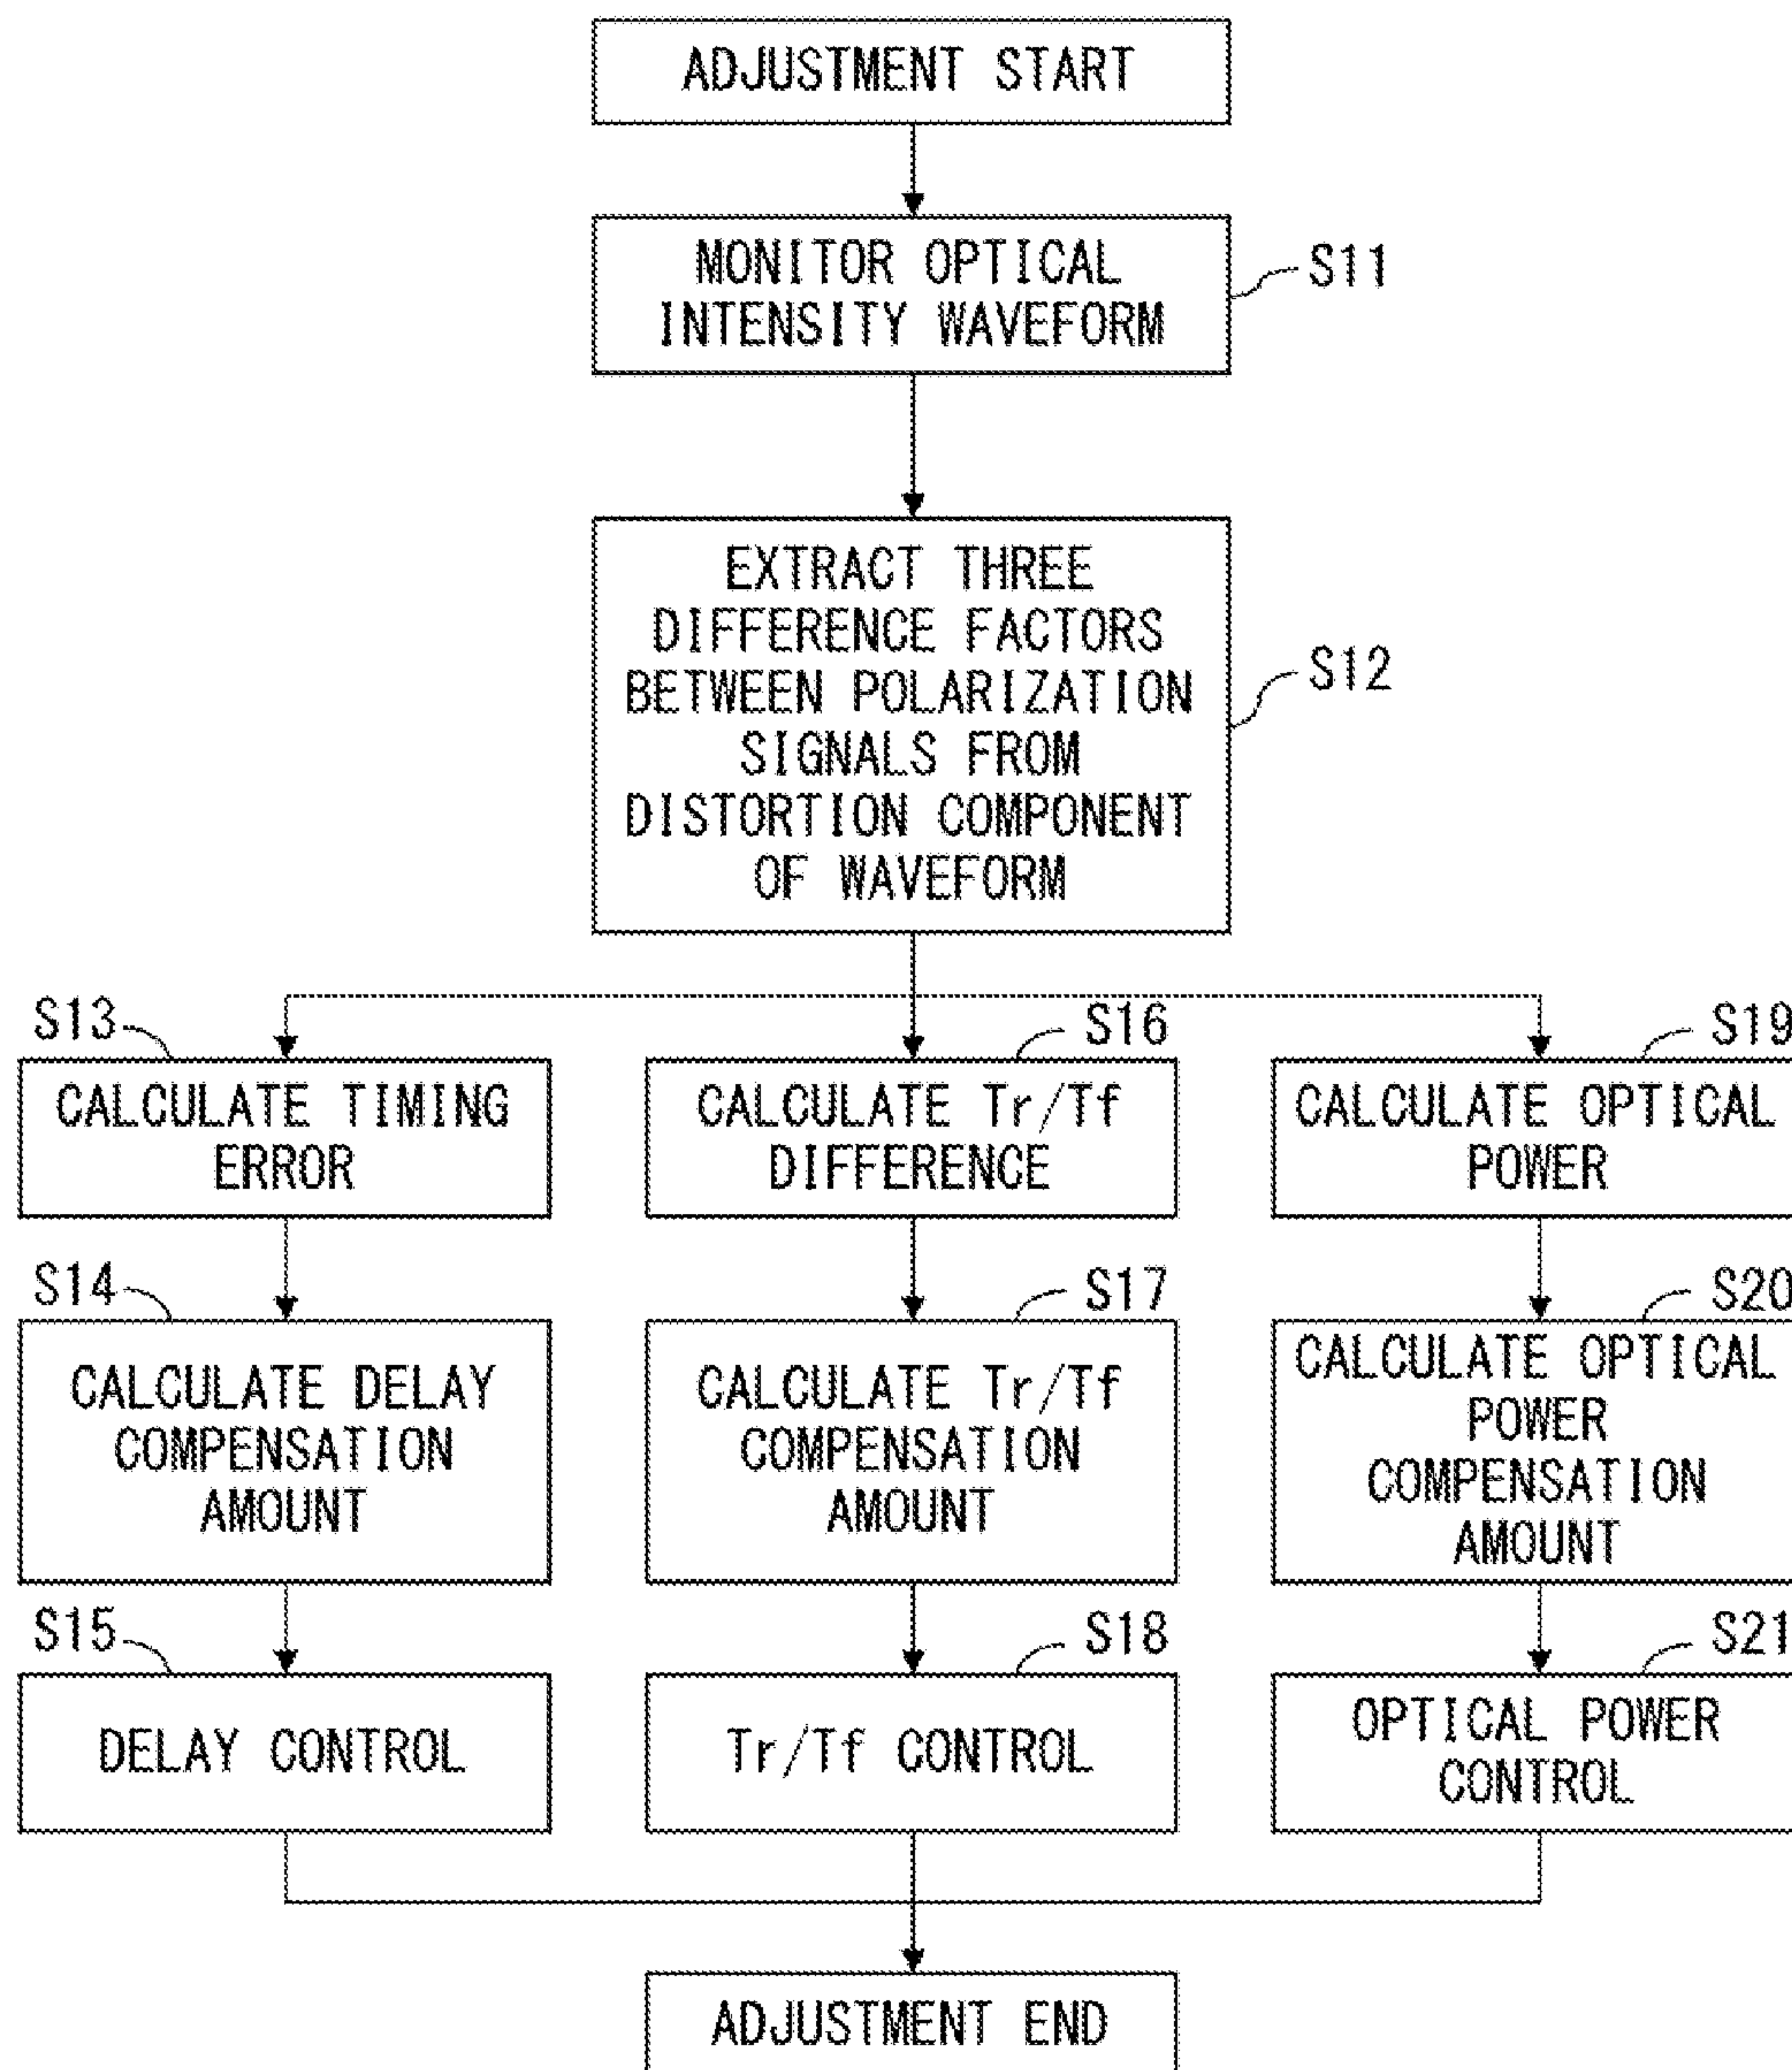 ADJUSTMENT START
MONITOR OPTICAL
INTENSITY WAVEFORM
S11
EXTRACT THREE
DIFFERENCE FACTORS
BETWEEN POLARIZATION
SIGNALS FROM
DISTORTION COMPONENT
OF WAVEFORM
S12
S13
CALCULATE TIMING
ERROR
S16
CALCULATE Tr/Tf
DIFFERENCE
S19
CALCULATE OPTICAL
POWER
S14
CALCULATE DELAY
COMPENSATION
AMOUNT
S17
CALCULATE Tr/Tf
COMPENSATION
AMOUNT
S20
CALCULATE OPTICAL
POWER
COMPENSATION
AMOUNT
S15
DELAY CONTROL
S18
Tr/Tf CONTROL
S21
OPTICAL POWER
CONTROL
ADJUSTMENT END